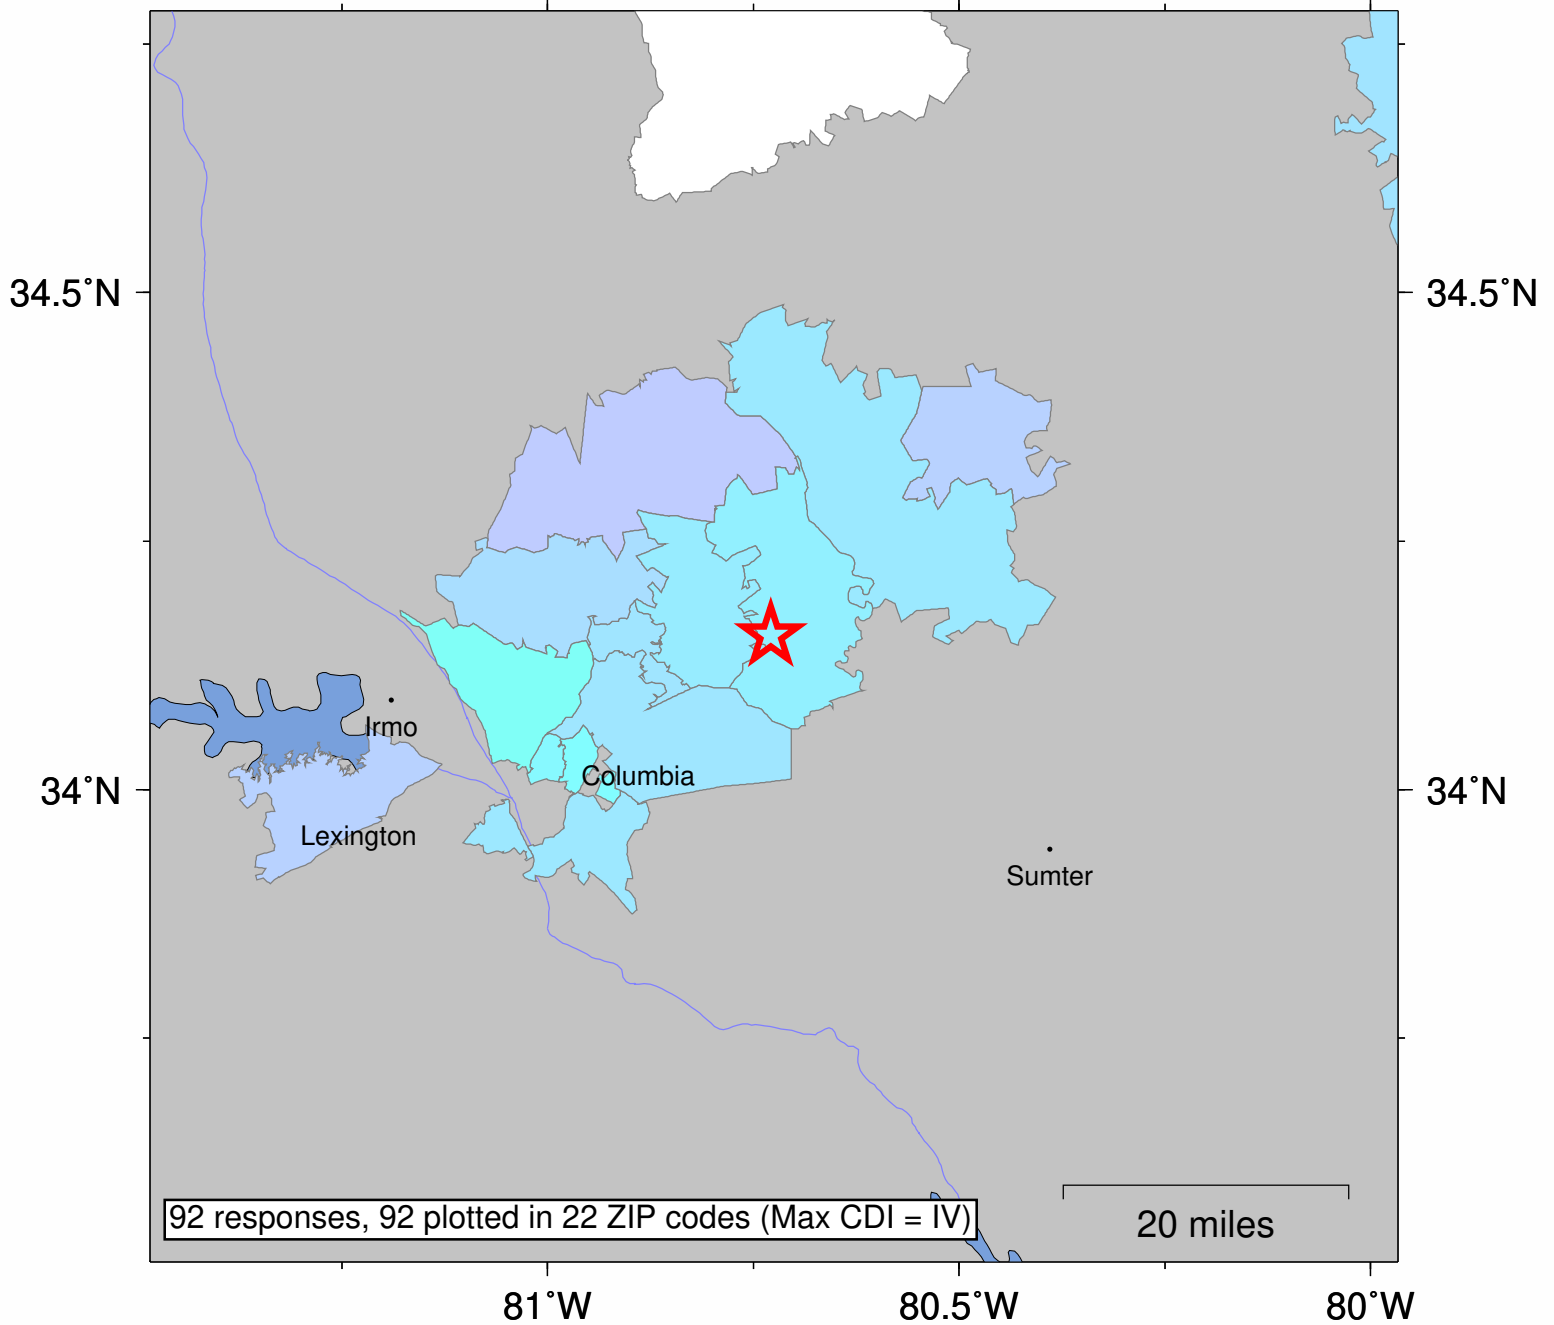 34.5°N
34.5°N
Irmo
Columbia
34°N
34°N
Lexington
Sumter
92 responses, 92 plotted in 22 ZIP codes (Max CDI = IV)
20 miles
81°W
80.5°W
80°W